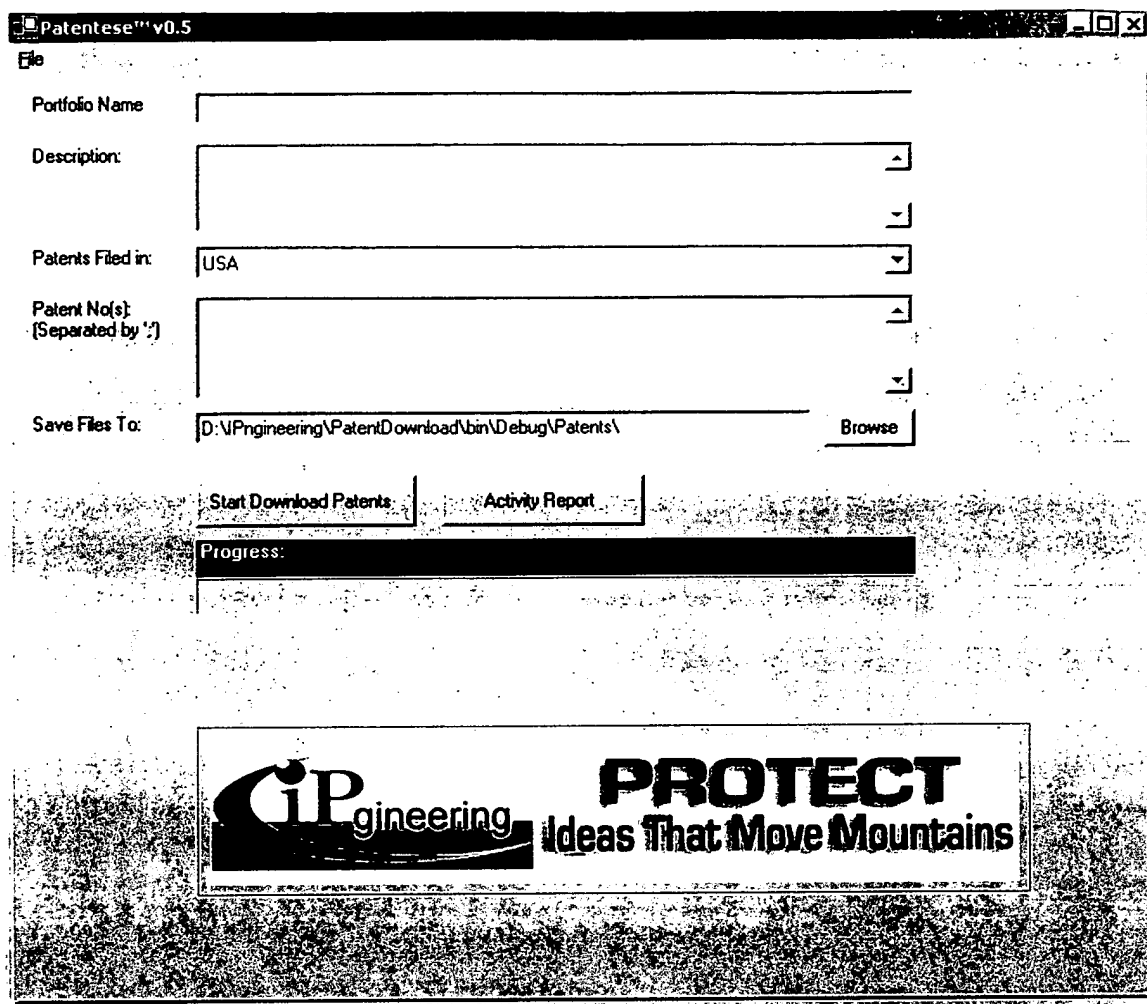 Patentese™ v0.5
File
Portfolio Name
Description:
Patents Filed in:
USA
Patent No(s):
(Separated by ';')
Save Files To:
D:\IPngineering\PatentDownload\bin\Debug\Patents\
Browse
Start Download Patents
Activity Report
Progress:
iPgineering
PROTECT
Ideas That Move Mountains